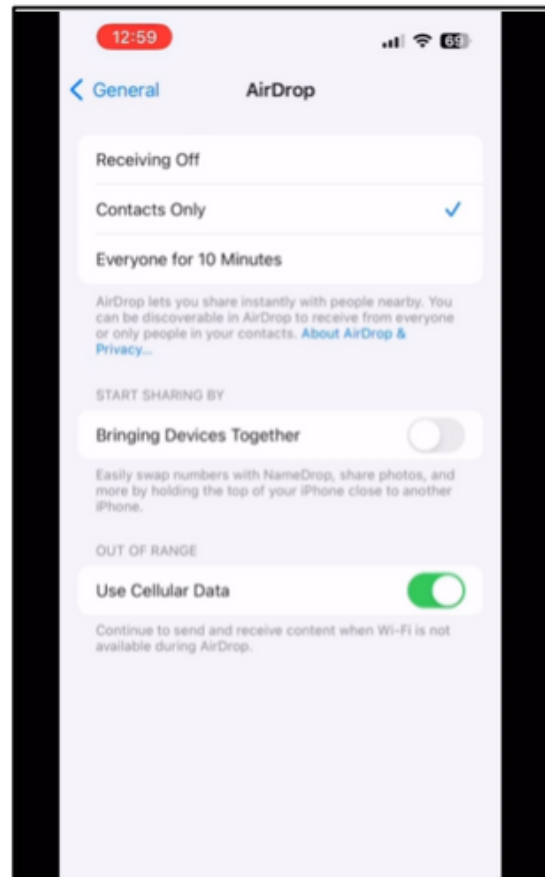 12:59
69
General
AirDrop
Receiving Off
Contacts Only
Everyone for 10 Minutes
AirDrop lets you share instantly with people nearby. You
can be discoverable in AirDrop to receive from everyone
or only people in your contacts. About AirDrop &
Privacy...
START SHARING BY
Bringing Devices Together
Easily swap numbers with NameDrop, share photos, and
more by holding the top of your iPhone close to another
iPhone.
OUT OF RANGE
Use Cellular Data
Continue to send and receive content when Wi-Fi is not
available during AirDrop.